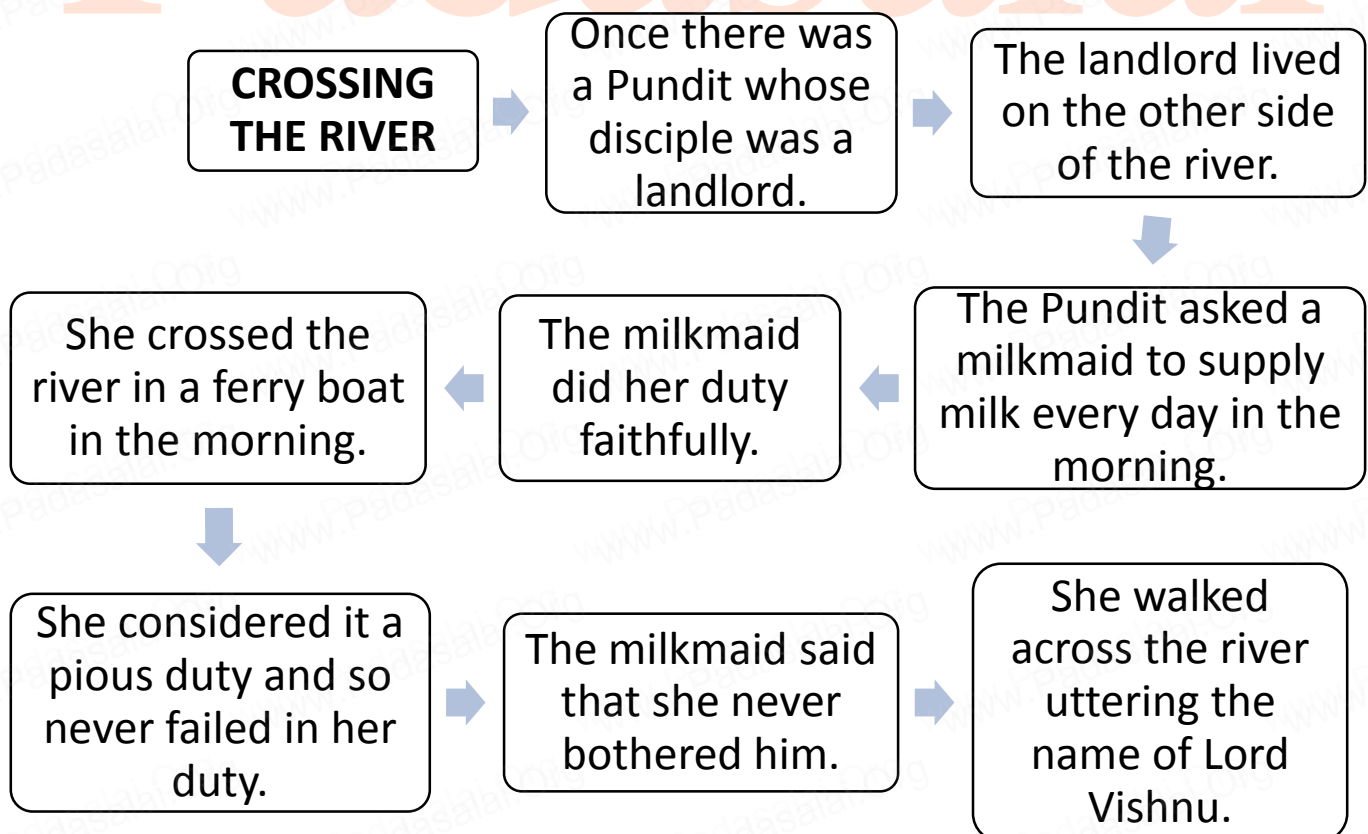 CROSSING
THE RIVER
Once there was
a Pundit whose
disciple was a
landlord.
The landlord lived
on the other side
of the river.
The Pundit asked a
milkmaid to supply
milk every day in the
morning.
The milkmaid
did her duty
faithfully.
She crossed the
river in a ferry boat
in the morning.
She considered it a
pious duty and so
never failed in her
duty.
The milkmaid said
that she never
bothered him.
She walked
across the river
uttering the
name of Lord
Vishnu.